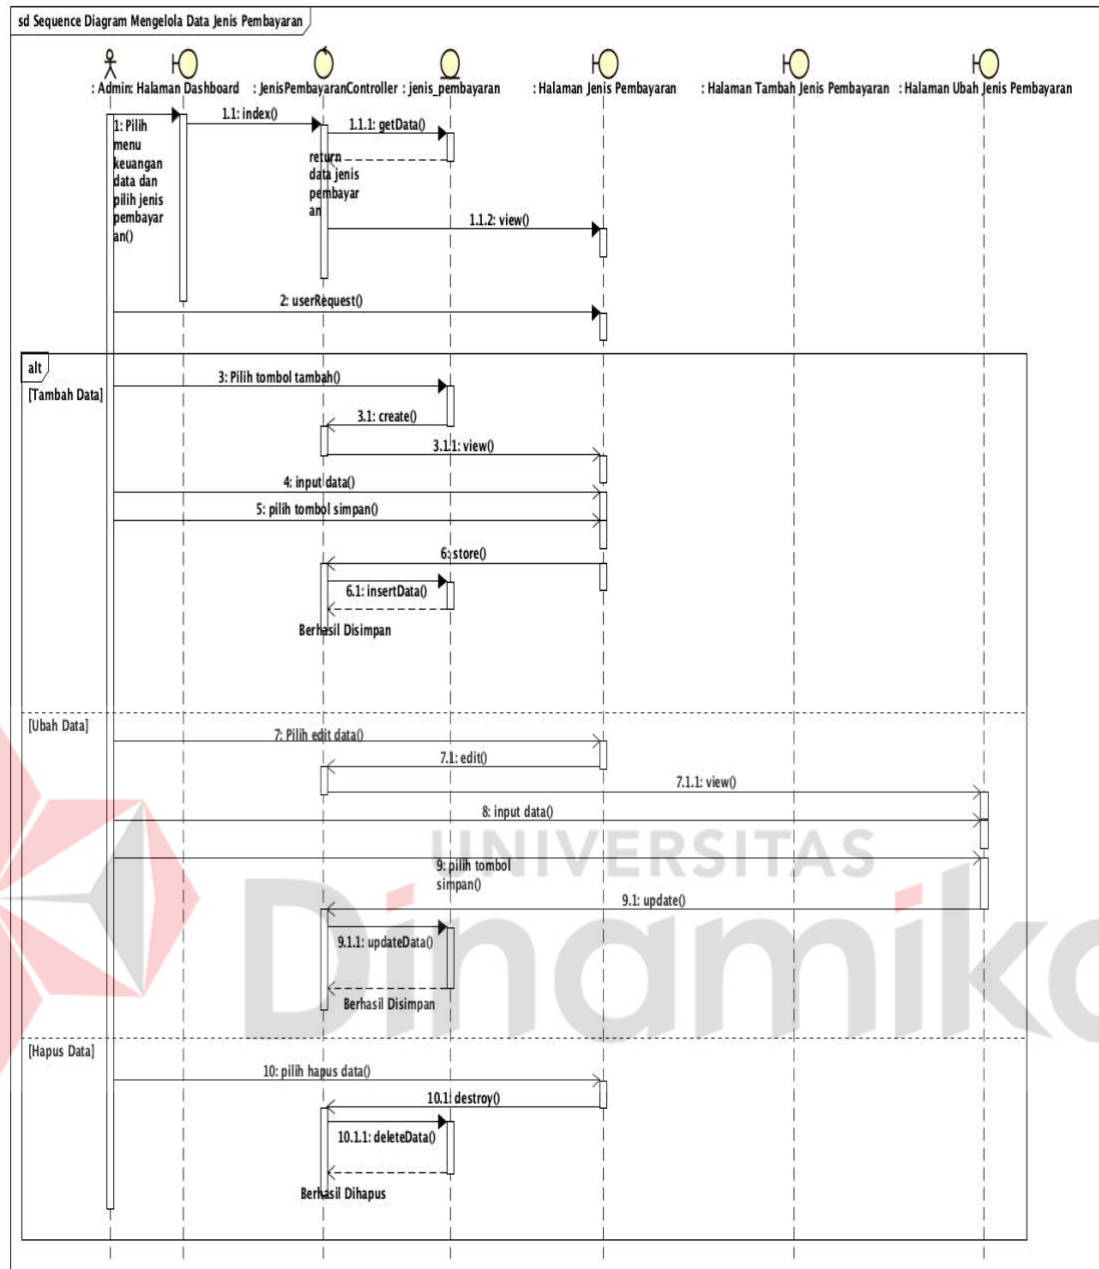 sd Sequence Diagram Mengelola Data Jenis Pembayaran
: Admin
: Halaman Dashboard
: JenisPembayaranController
: jenis_pembayaran
: Halaman Jenis Pembayaran
: Halaman Tambah Jenis Pembayaran
: Halaman Ubah Jenis Pembayaran
1: Pilih
menu
keuangan
data dan
pilih jenis
pembayar
an()
1.1: index()
1.1.1: getData()
return
data jenis
pembayar
an
1.1.2: view()
2: userRequest()
alt
[Tambah Data]
3: Pilih tombol tambah()
3.1: create()
3.1.1: view()
4: input data()
5: pilih tombol simpan()
6: store()
6.1: insertData()
Berhasil Disimpan
[Ubah Data]
7: Pilih edit data()
7.1: edit()
7.1.1: view()
8: input data()
9: pilih tombol
simpan()
9.1: update()
9.1.1: updateData()
Berhasil Disimpan
[Hapus Data]
10: pilih hapus data()
10.1: destroy()
10.1.1: deleteData()
Berhasil Dihapus
UNIVERSITAS
Dinamika